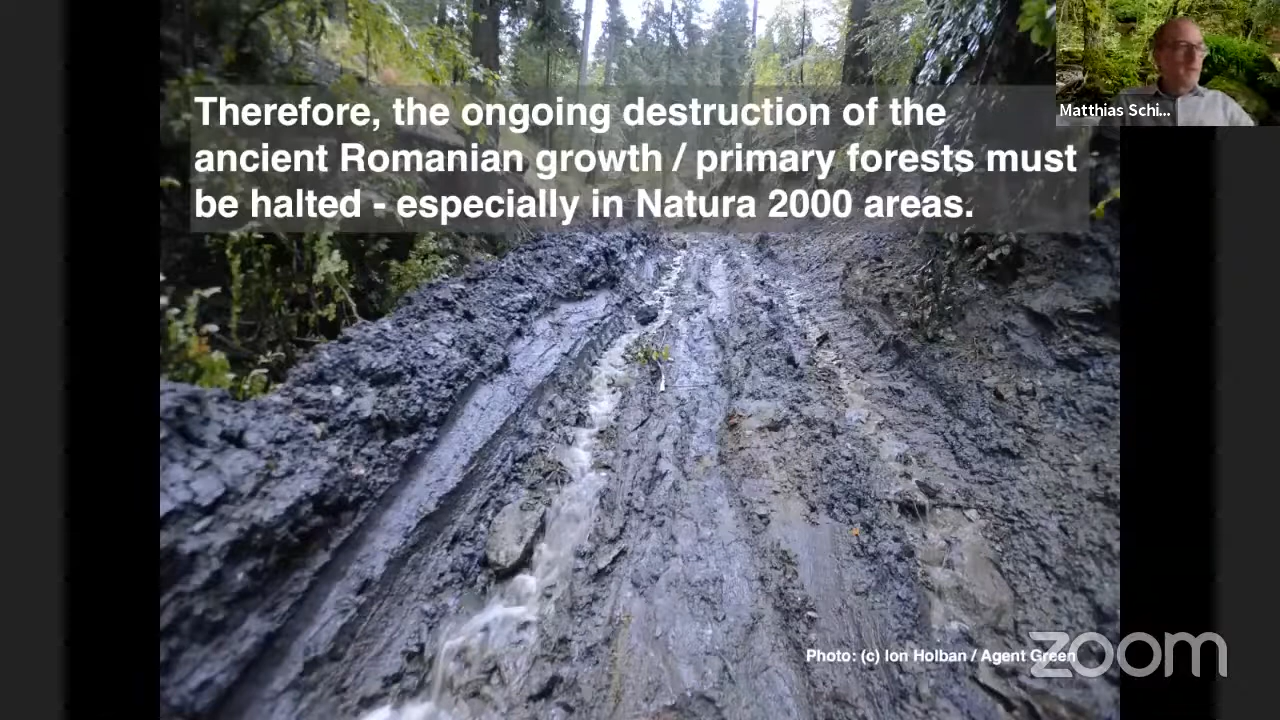 Therefore, the ongoing destruction of the
ancient Romanian growth / primary forests must
be halted - especially in Natura 2000 areas.
Matthias Schi...
Photo: (c) Ion Holban / Agent Green
zoom